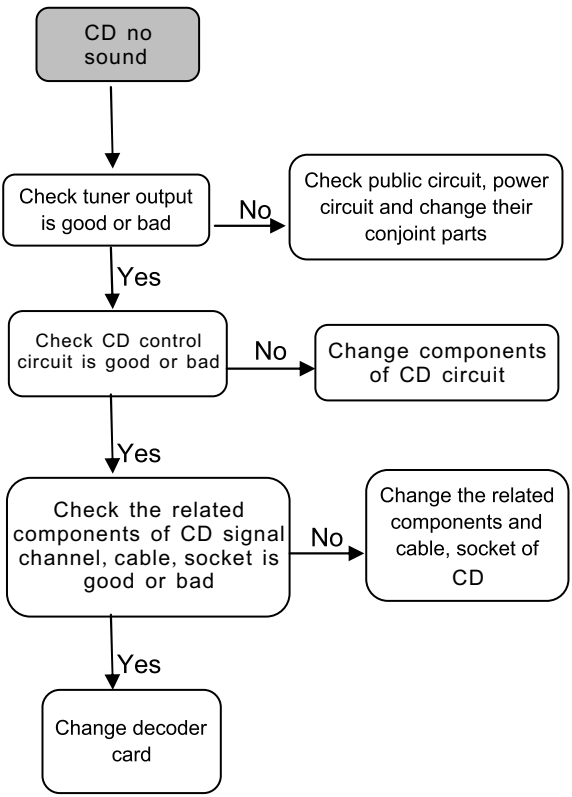 CD no
sound
Check tuner output
is good or bad
No
Check public circuit, power
circuit and change their
conjoint parts
Yes
Check CD control
circuit is good or bad
No
Change components
of CD circuit
Yes
Check the related
components of CD signal
channel, cable, socket is
good or bad
No
Change the related
components and
cable, socket of
CD
Yes
Change decoder
card